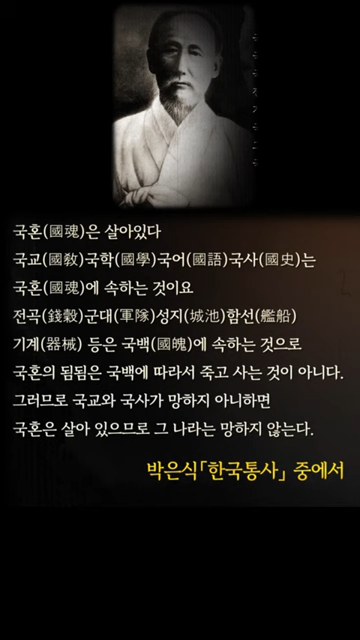 국혼(國魂)은 살아있다
국교(國敎)국학(國學)국어(國語)국사(國史)는
국혼(國魂)에 속하는 것이요
전곡(錢穀)군대(軍隊)성지(城池)함선(艦船)
기계(器械) 등은 국백(國魄)에 속하는 것으로
국혼의 됨됨은 국백에 따라서 죽고 사는 것이 아니다.
그러므로 국교와 국사가 망하지 아니하면
국혼은 살아 있으므로 그 나라는 망하지 않는다.
박은식「한국통사」 중에서